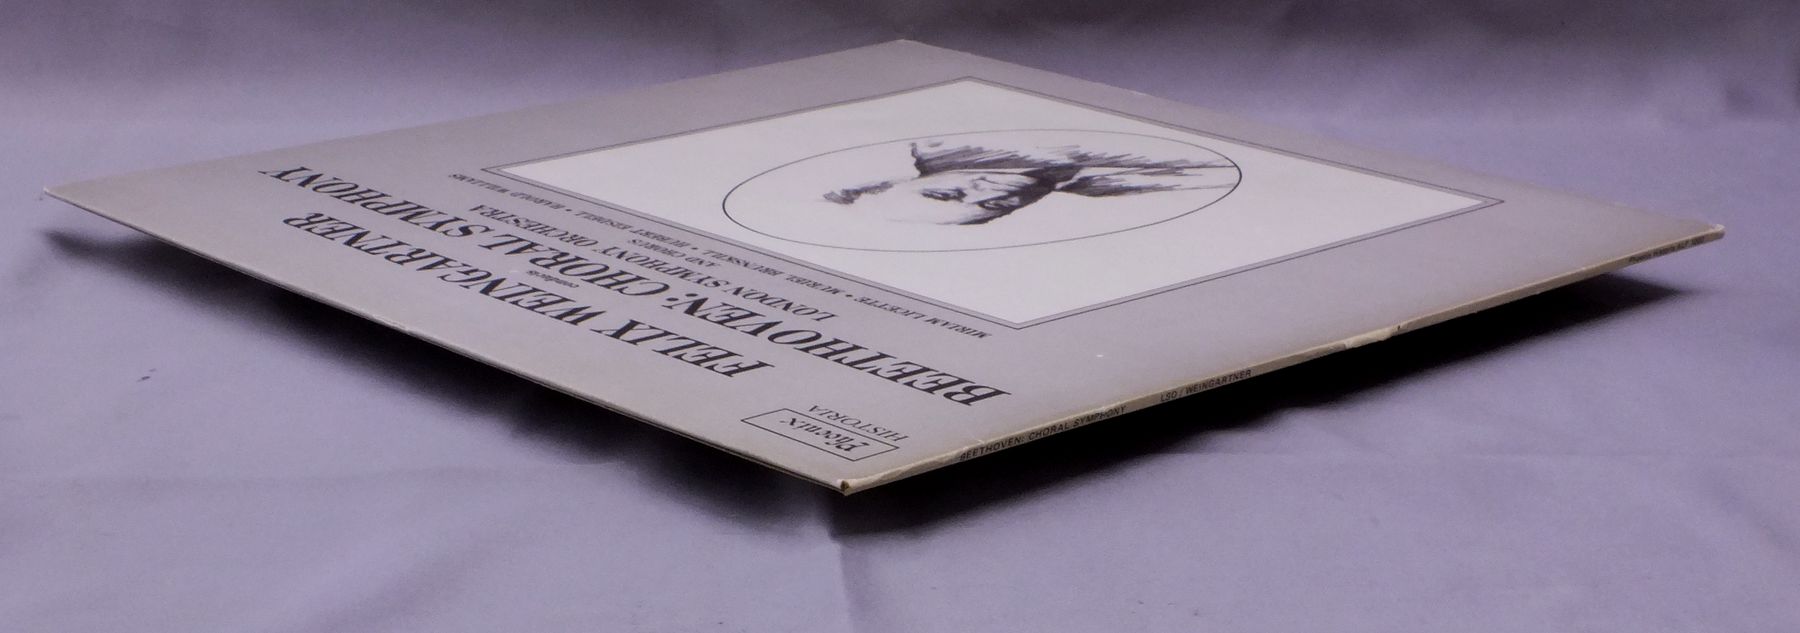 Phoenix
HISTORIA
FELIX WEINGARTNER
conducts
BEETHOVEN: CHORAL SYMPHONY
LONDON SYMPHONY ORCHESTRA
AND CHORUS
MIRIAM LICETTE • MURIEL BRUNSKILL • HUBERT EISDELL • HAROLD WILLIAMS
BEETHOVEN: CHORAL SYMPHONY LSO / WEINGARTNER